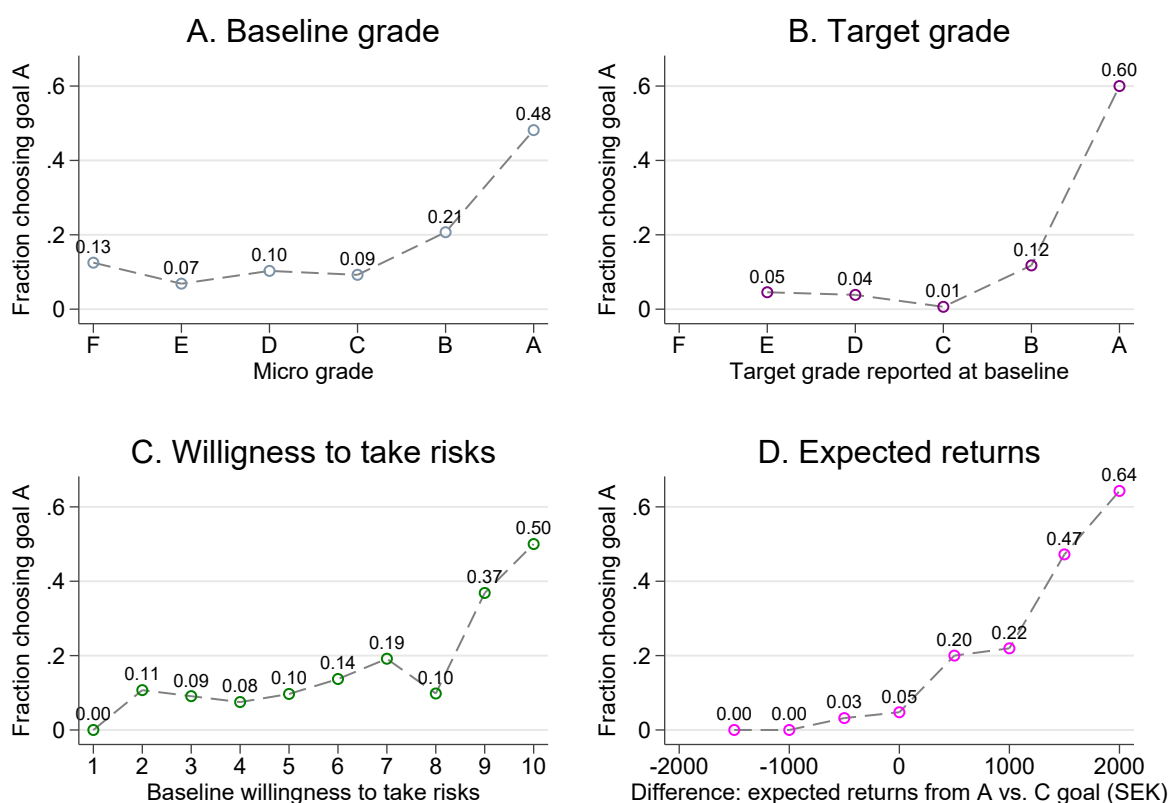 A. Baseline grade
Fraction choosing goal A
.6
.4
.2
0
0.13
0.07
0.10
0.09
0.21
0.48
F E D C B A
Micro grade
B. Target grade
Fraction choosing goal A
.6
.4
.2
0
0.05
0.04
0.01
0.12
0.60
F E D C B A
Target grade reported at baseline
C. Willigness to take risks
Fraction choosing goal A
.6
.4
.2
0
0.00
0.11
0.09
0.08
0.10
0.14
0.19
0.10
0.37
0.50
1 2 3 4 5 6 7 8 9 10
Baseline willingness to take risks
D. Expected returns
Fraction choosing goal A
.6
.4
.2
0
0.00
0.00
0.03
0.05
0.20
0.22
0.47
0.64
-2000 -1000 0 1000 2000
Difference: expected returns from A vs. C goal (SEK)